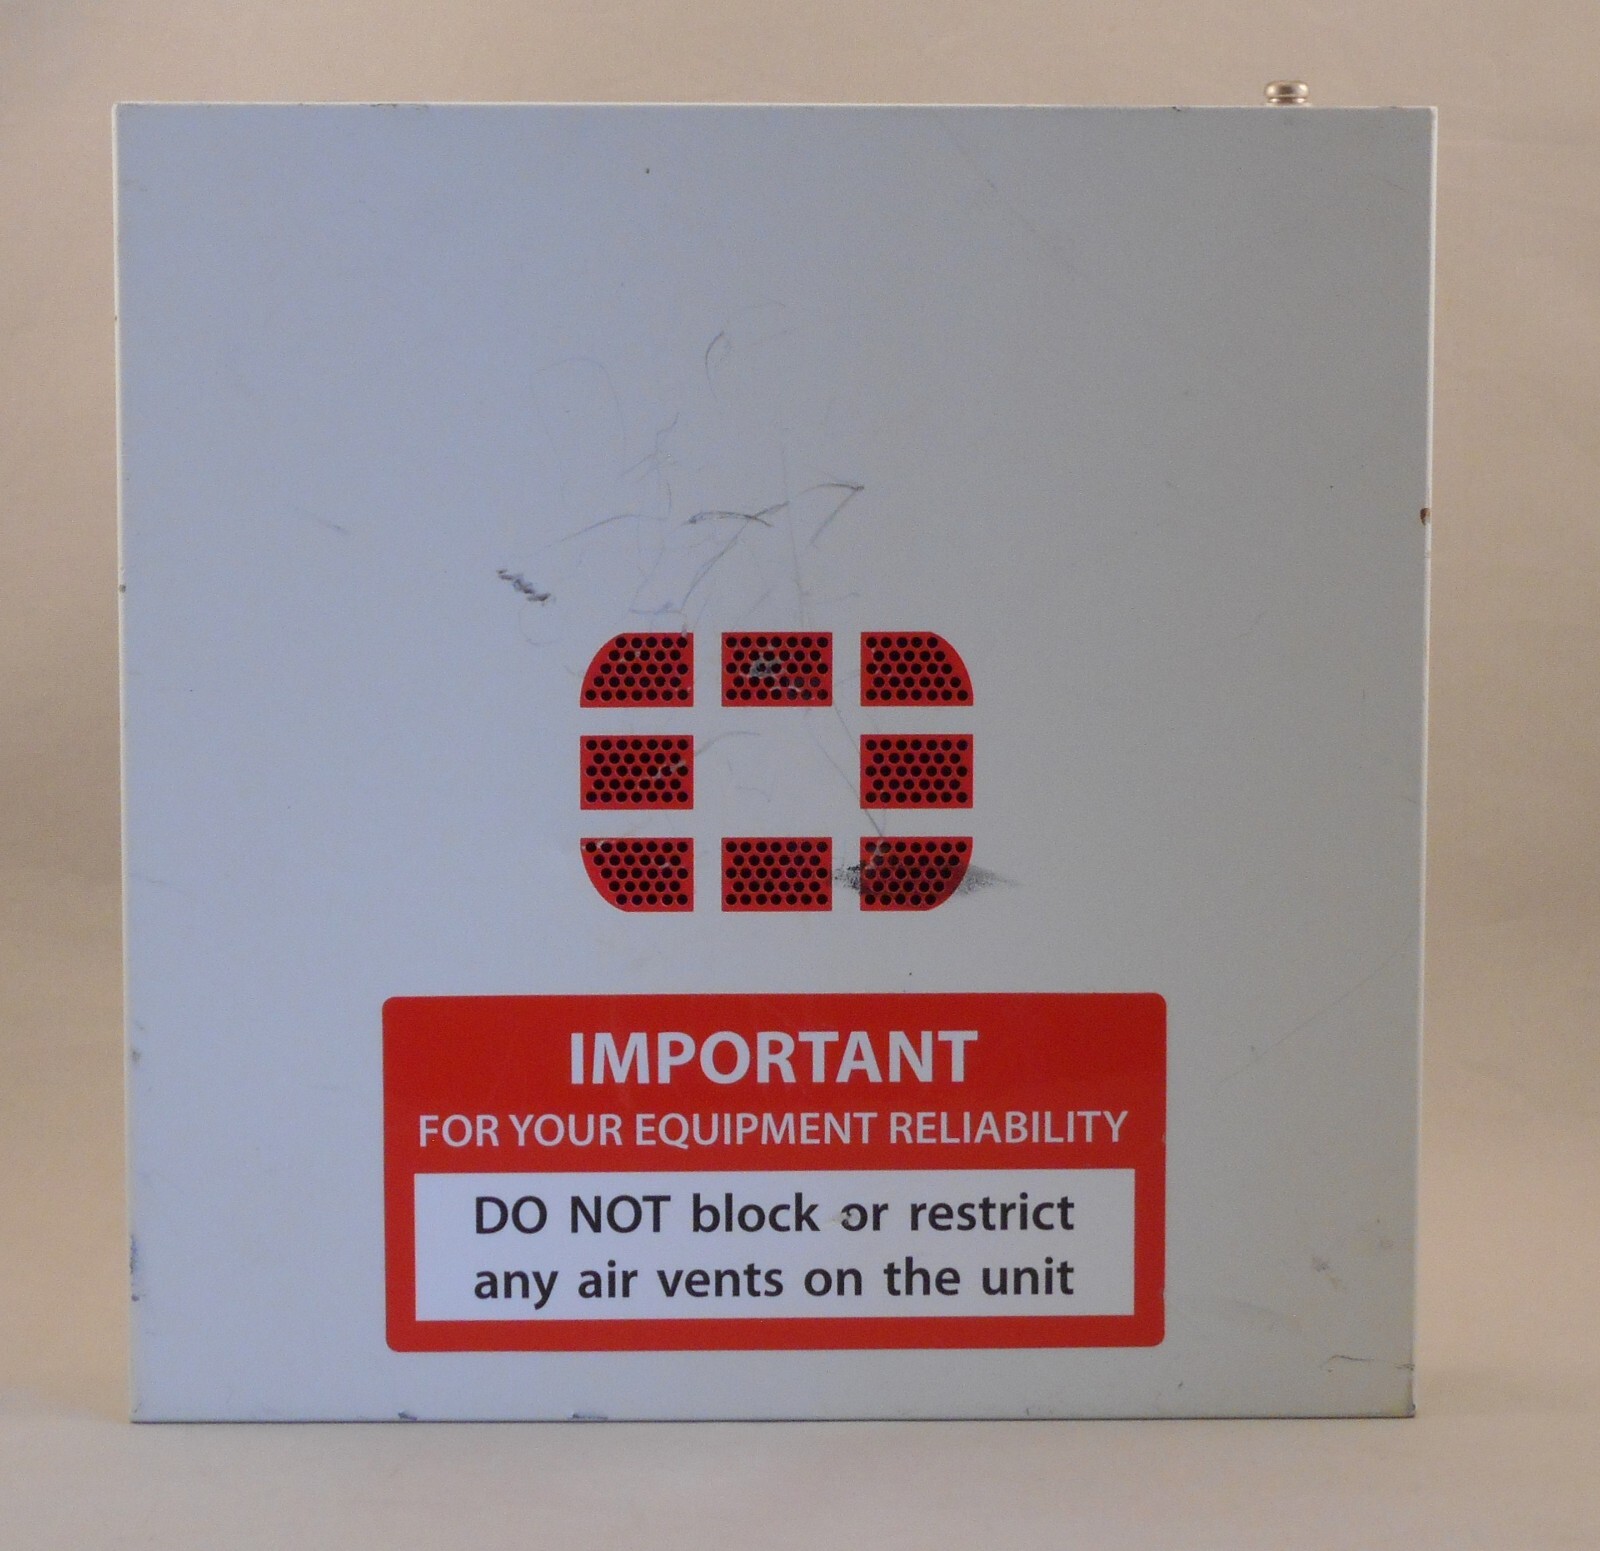 IMPORTANT
FOR YOUR EQUIPMENT RELIABILITY
DO NOT block or restrict
any air vents on the unit